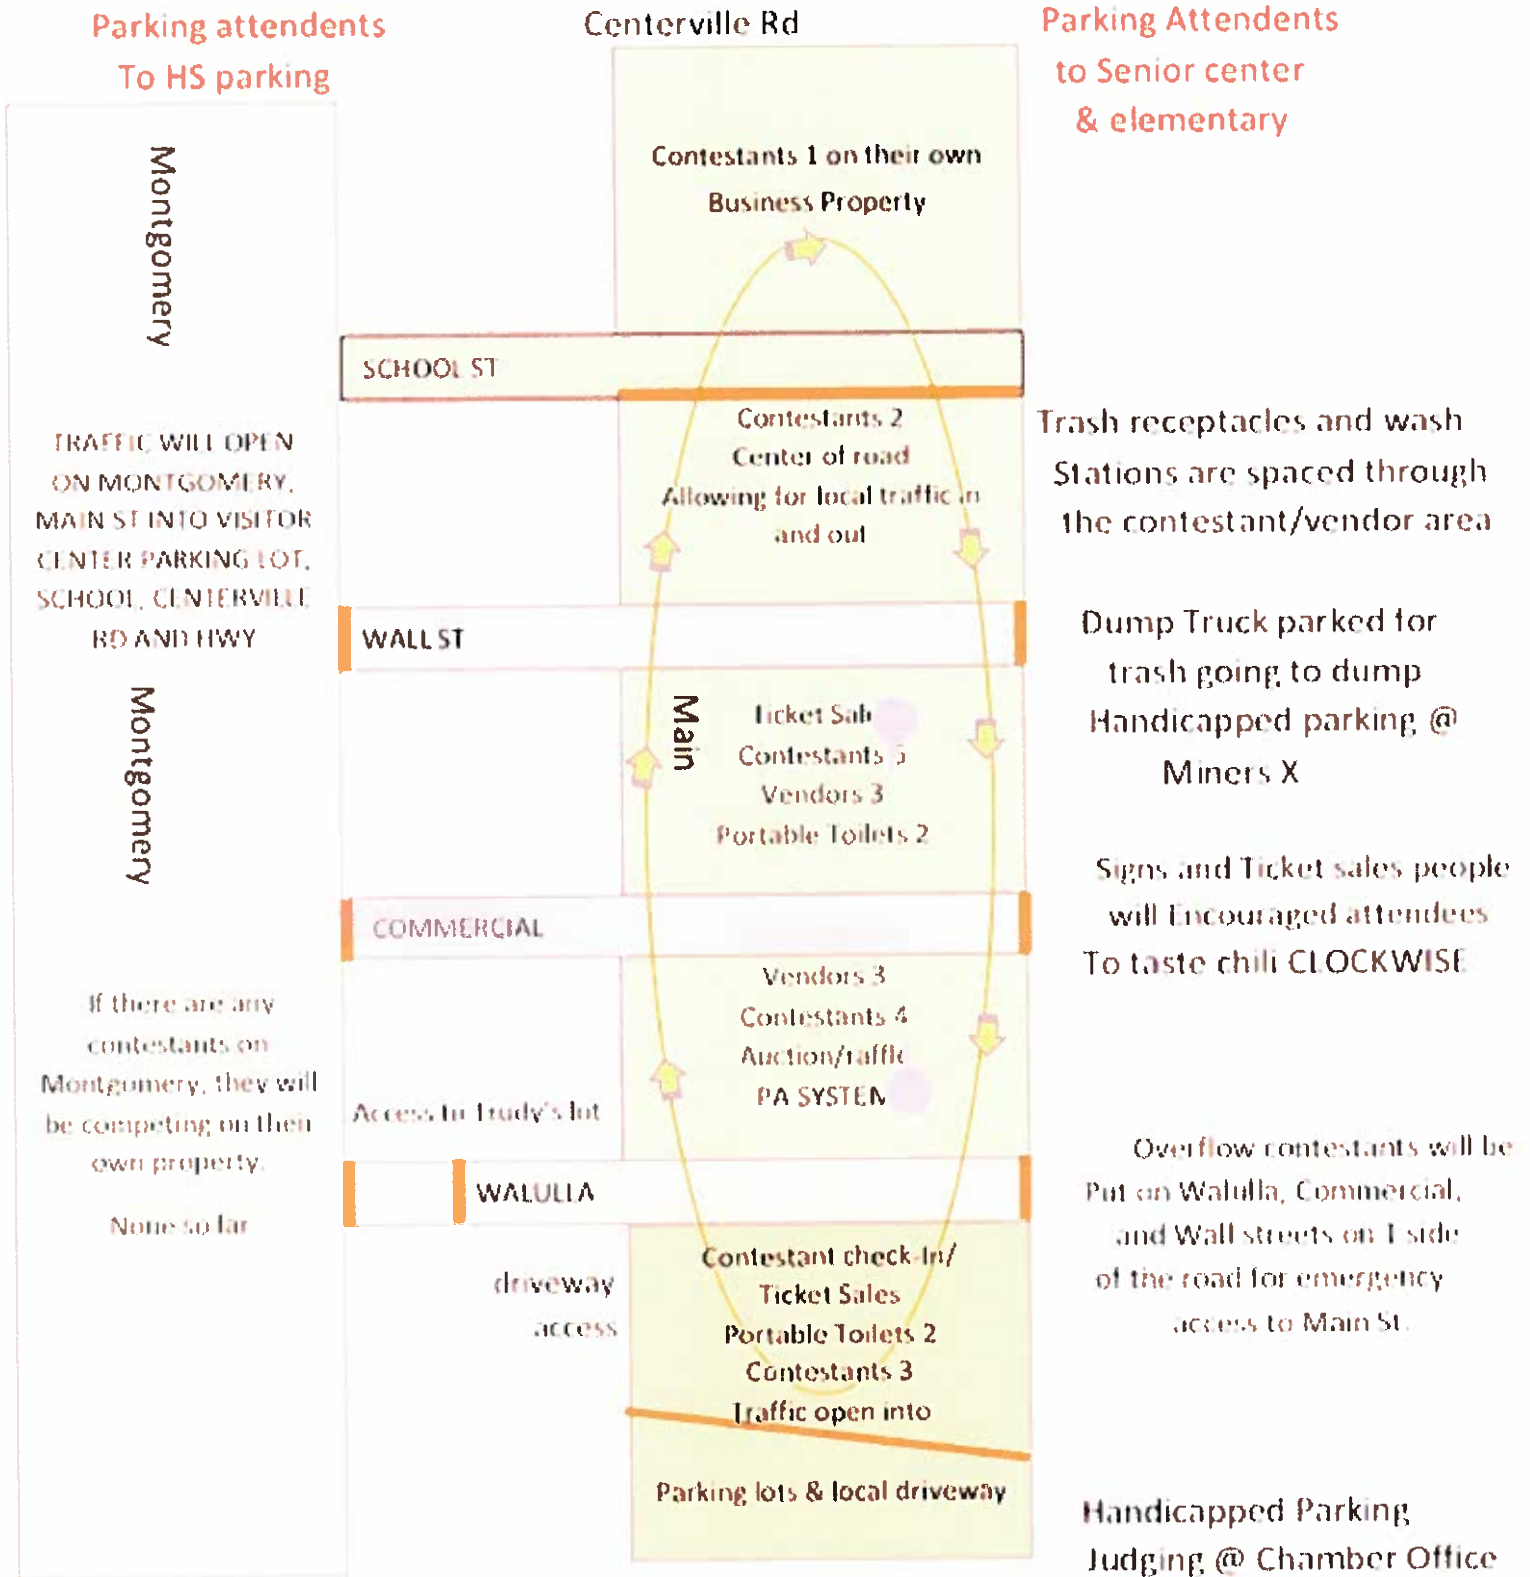 Parking attendents
To HS parking
Centerville Rd
Parking Attendents
to Senior center
& elementary
Montgomery
Contestants 1 on their own
Business Property
SCHOOL ST
TRAFFIC WILL OPEN
ON MONTGOMERY,
MAIN ST INTO VISITOR
CENTER PARKING LOT,
SCHOOL, CENTERVILLE
RD AND HWY
Contestants 2
Center of road
Allowing for local traffic in
and out
Trash receptacles and wash
Stations are spaced through
the contestant/vendor area
WALL ST
Dump Truck parked for
trash going to dump
Handicapped parking @
Miners X
Montgomery
Main
Ticket Sale
Contestants 5
Vendors 3
Portable Toilets 2
Signs and Ticket sales people
will Encouraged attendees
To taste chili CLOCKWISE
COMMERCIAL
If there are any
contestants on
Montgomery, they will
be competing on their
own property.
None so far
Vendors 3
Contestants 4
Auction/raffle
PA SYSTEM
Access to Trudy's lot
WALULLA
Overflow contestants will be
Put on Walulla, Commercial,
and Wall streets on 1 side
of the road for emergency
access to Main St.
driveway
access
Contestant check-In/
Ticket Sales
Portable Toilets 2
Contestants 3
Traffic open into
Parking lots & local driveway
Handicapped Parking
Judging @ Chamber Office